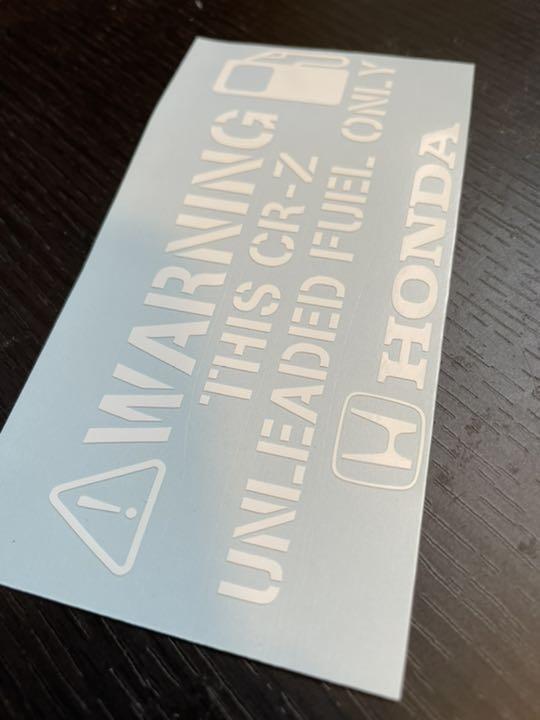 WARNING
THIS CR-Z
UNLEADED FUEL ONLY
HONDA